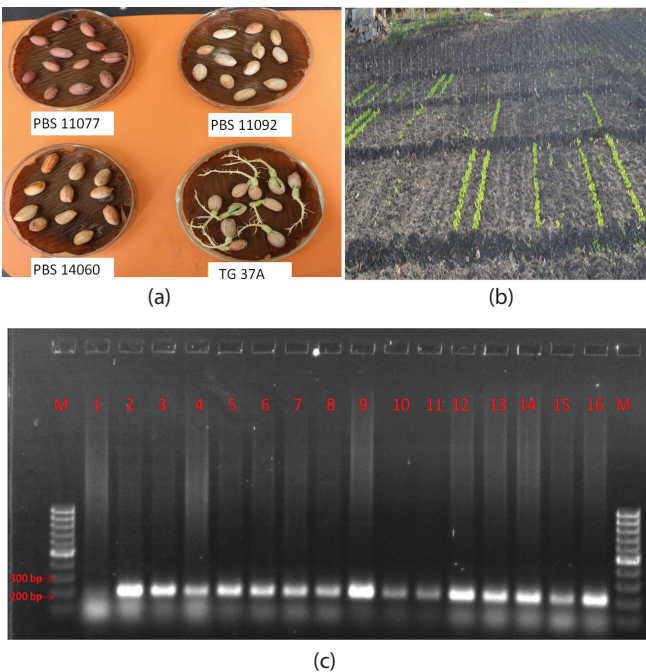 PBS 11077
PBS 11092
PBS 14060
TG 37A
(a)
(b)
M 1 2 3 4 5 6 7 8 9 10 11 12 13 14 15 16 M
300 bp
200 bp
(c)